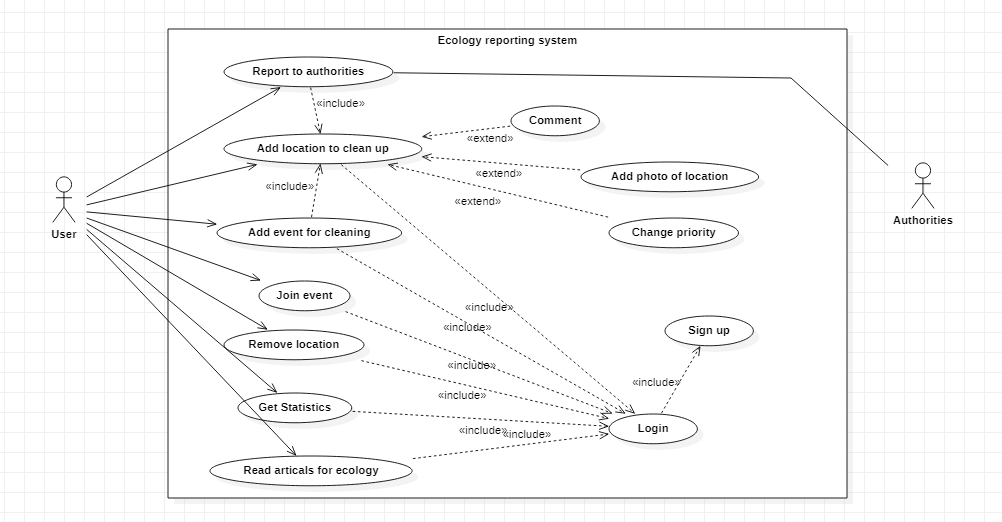 Ecology reporting system
Report to authorities
«include»
Comment
«extend»
Add location to clean up
Add photo of location
«extend»
«include»
«extend»
User
Authorities
Add event for cleaning
Change priority
Join event
«include»
«include»
Sign up
Remove location
«include»
«include»
«include»
Get Statistics
Login
«include»
«include»
Read articals for ecology